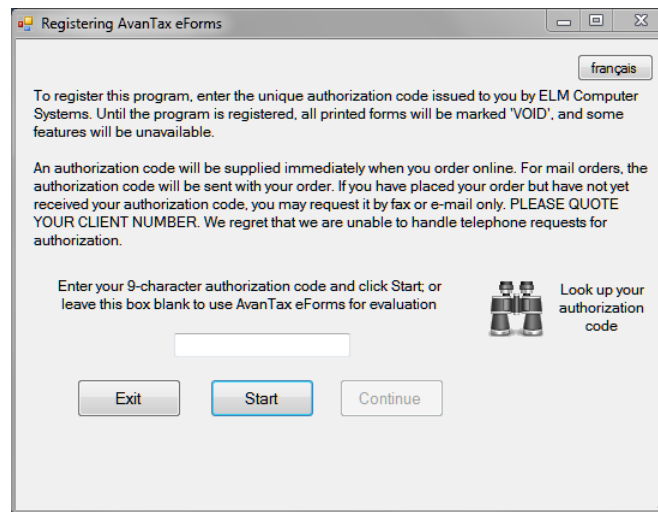 Registering AvanTax eForms
français
To register this program, enter the unique authorization code issued to you by ELM Computer
Systems. Until the program is registered, all printed forms will be marked 'VOID', and some
features will be unavailable.
An authorization code will be supplied immediately when you order online. For mail orders, the
authorization code will be sent with your order. If you have placed your order but have not yet
received your authorization code, you may request it by fax or e-mail only. PLEASE QUOTE
YOUR CLIENT NUMBER. We regret that we are unable to handle telephone requests for
authorization.
Enter your 9-character authorization code and click Start; or
leave this box blank to use AvanTax eForms for evaluation
Look up your
authorization
code
Exit
Start
Continue